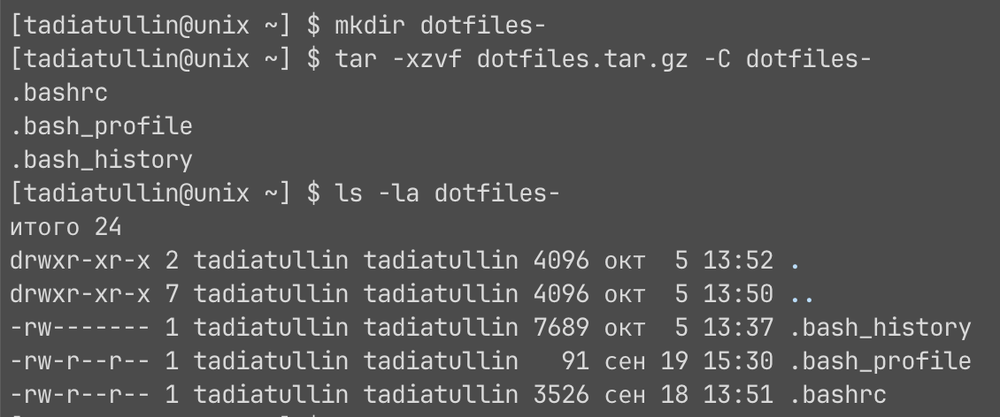 [tadiatullin@unix ~] $ mkdir dotfiles-
[tadiatullin@unix ~] $ tar -xzvf dotfiles.tar.gz -C dotfiles-
.bashrc
.bash_profile
.bash_history
[tadiatullin@unix ~] $ ls -la dotfiles-
итого 24
drwxr-xr-x 2 tadiatullin tadiatullin 4096 окт  5 13:52 .
drwxr-xr-x 7 tadiatullin tadiatullin 4096 окт  5 13:50 ..
-rw------- 1 tadiatullin tadiatullin 7689 окт  5 13:37 .bash_history
-rw-r--r-- 1 tadiatullin tadiatullin   91 сен 19 15:30 .bash_profile
-rw-r--r-- 1 tadiatullin tadiatullin 3526 сен 18 13:51 .bashrc